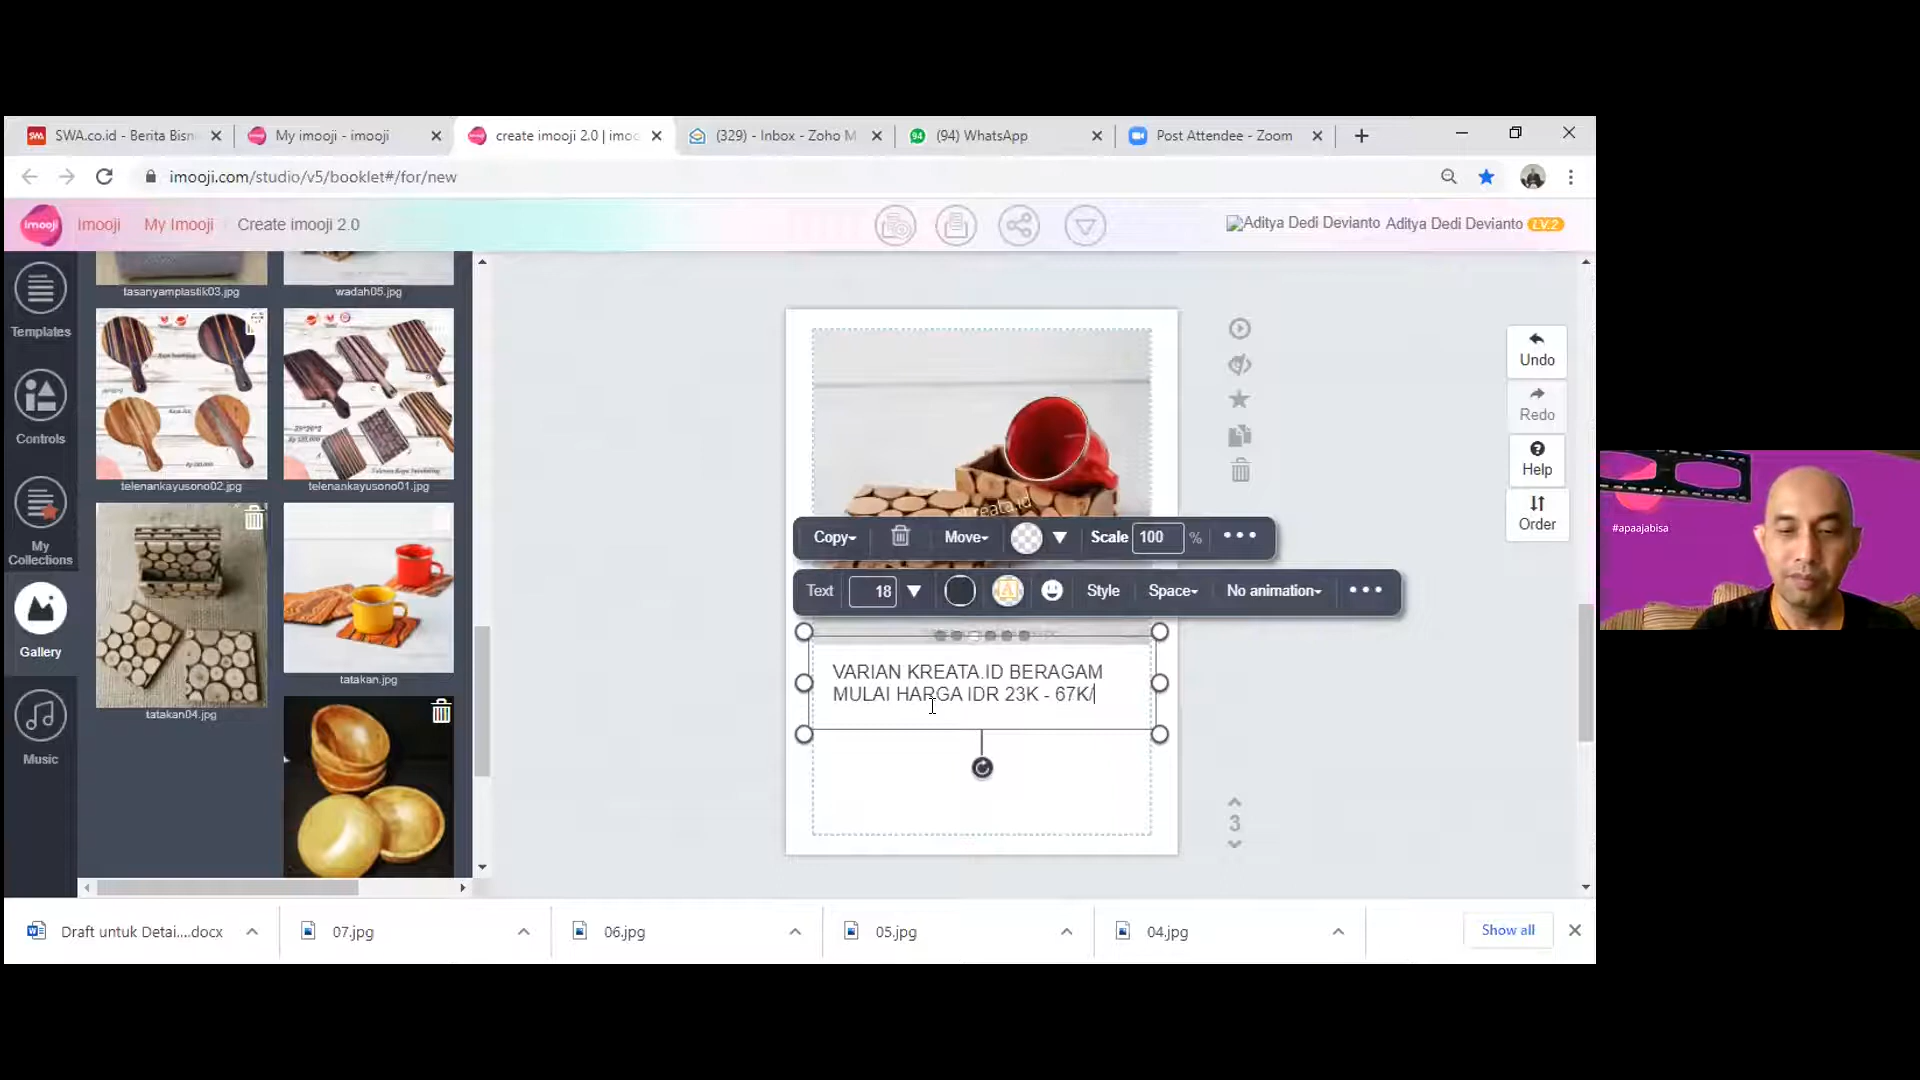 SWA.co.id - Berita Bisn
My imooji - imooji
create imooji 2.0 | imoo
(329) - Inbox - Zoho M
(94) WhatsApp
Post Attendee - Zoom
imooji.com/studio/v5/booklet#/for/new
imooji
Imooji
My Imooji
Create imooji 2.0
Aditya Dedi Devianto
Aditya Dedi Devianto
LV.2
Templates
Controls
My Collections
Gallery
Music
tasanyamplastik03.jpg
wadah05.jpg
telenankayusono02.jpg
telenankayusono01.jpg
tatakan04.jpg
tatakan.jpg
kreata.id
Copy
Move
Scale
100
%
Text
18
Style
Space
No animation
VARIAN KREATA.ID BERAGAM
MULAI HARGA IDR 23K - 67K/
3
Undo
Redo
Help
Order
#apaajabisa
Draft untuk Detai....docx
07.jpg
06.jpg
05.jpg
04.jpg
Show all